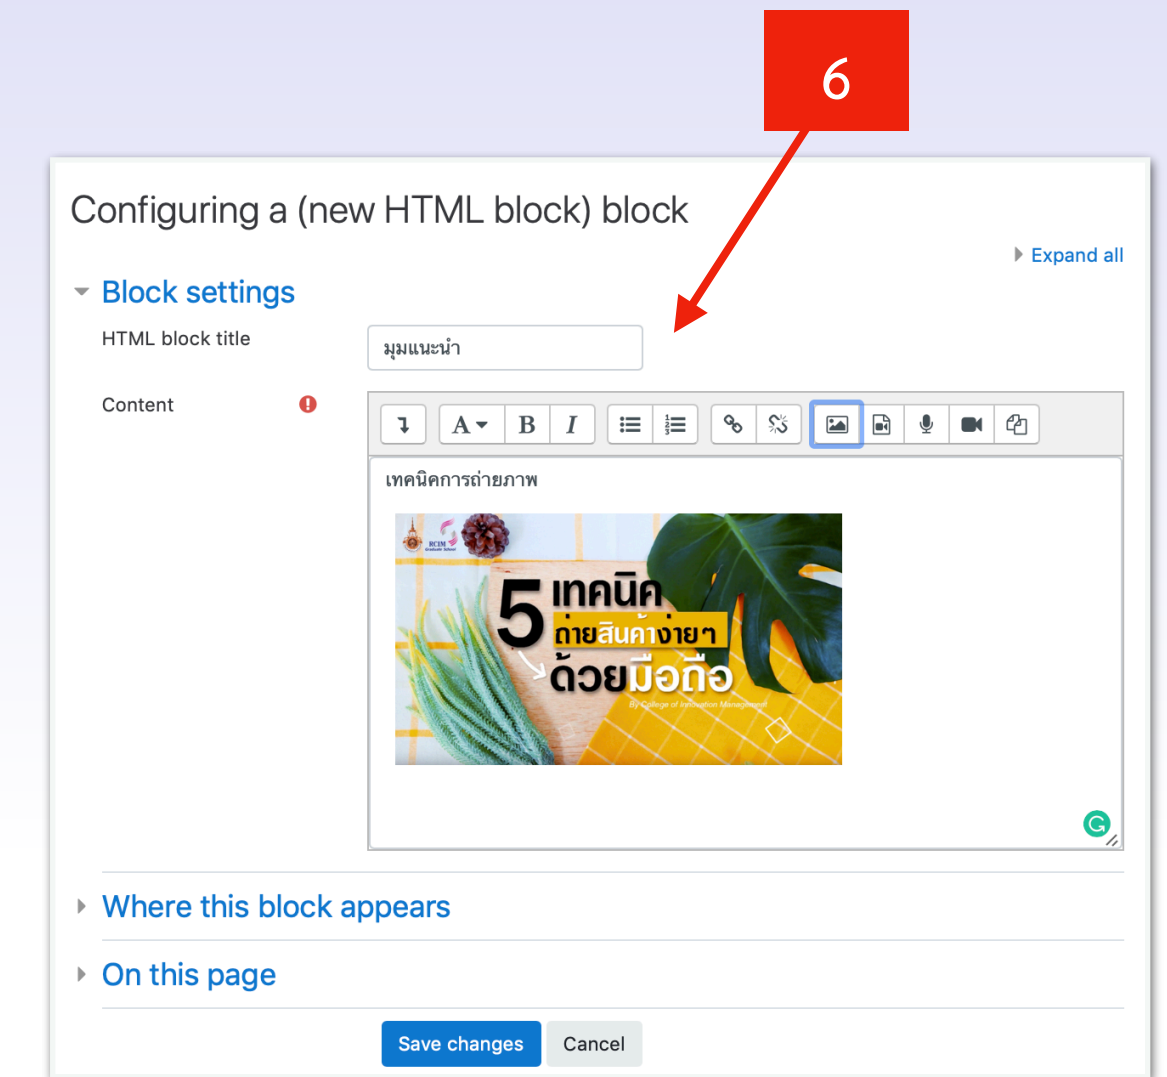 6
Configuring a (new HTML block) block
Expand all
Block settings
HTML block title
มุมแนะนำ
Content
A B I
เทคนิคการถ่ายภาพ
RCIM
Graduate School
5 เทคนิค
ถ่ายสินค้าง่ายๆ
ด้วยมือถือ
By College of Innovation Management
Where this block appears
On this page
Save changes Cancel